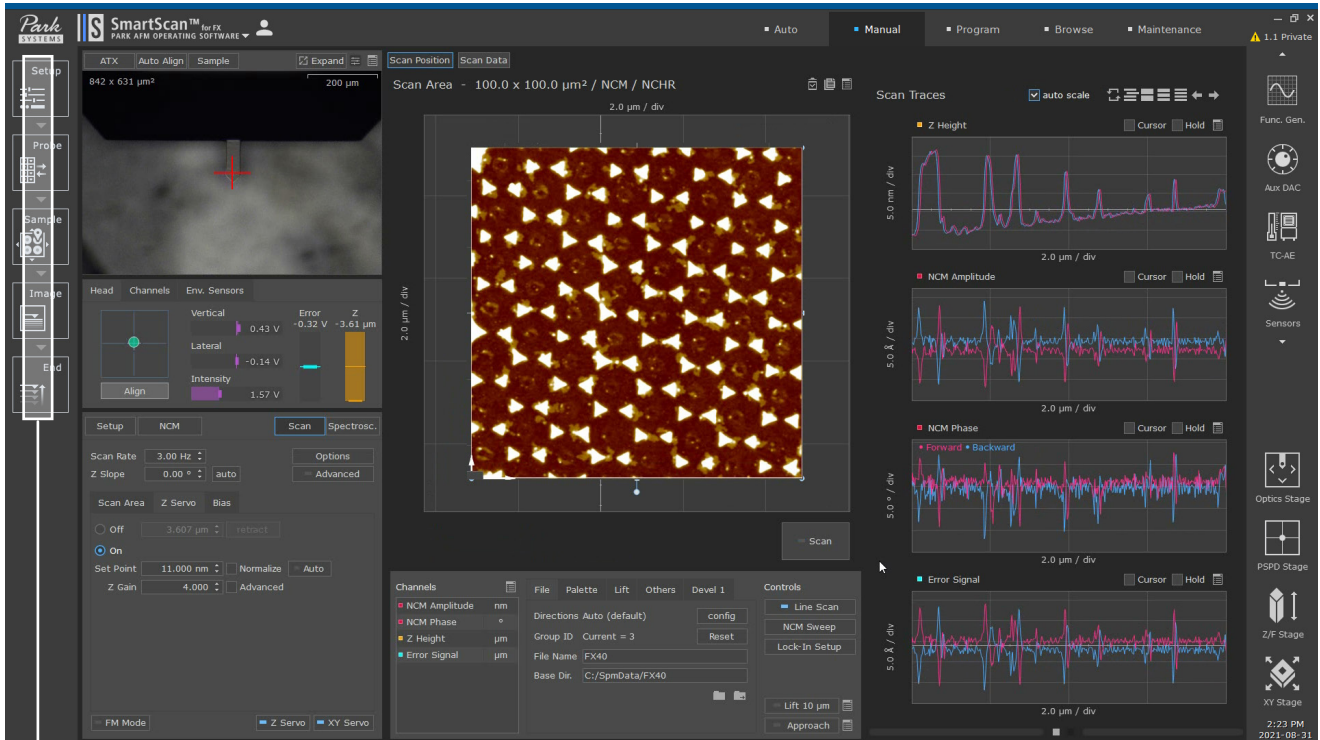 Park
SYSTEMS
SmartScan™ for FX
PARK AFM OPERATING SOFTWARE
Auto
Manual
Program
Browse
Maintenance
1.1 Private
Setup
Probe
Sample
Image
End
ATX Auto Align Sample Expand
842 x 631 µm²
200 µm
Head Channels Env. Sensors
Vertical
0.43 V
Lateral
-0.14 V
Intensity
1.57 V
Error
-0.32 V
Z
-3.61 µm
Align
Setup NCM Scan Spectrosc.
Scan Rate 3.00 Hz Options
Z Slope 0.00 ° auto Advanced
Scan Area Z Servo Bias
Off 3.607 µm retract
On
Set Point 11.000 nm Normalize Auto
Z Gain 4.000 Advanced
FM Mode Z Servo XY Servo
Scan Position Scan Data
Scan Area - 100.0 x 100.0 µm² / NCM / NCHR
2.0 µm / div
2.0 µm / div
Scan
Channels
NCM Amplitude nm
NCM Phase °
Z Height µm
Error Signal µm
File Palette Lift Others Devel 1
Directions Auto (default) config
Group ID Current = 3 Reset
File Name FX40
Base Dir. C:/SpmData/FX40
Controls
Line Scan
NCM Sweep
Lock-In Setup
Lift 10 µm
Approach
Scan Traces auto scale
Z Height Cursor Hold
5.0 nm / div
2.0 µm / div
NCM Amplitude Cursor Hold
5.0 Å / div
2.0 µm / div
NCM Phase Cursor Hold
Forward Backward
5.0 ° / div
2.0 µm / div
Error Signal Cursor Hold
5.0 Å / div
2.0 µm / div
Func. Gen.
Aux DAC
TC-AE
Sensors
Optics Stage
PSPD Stage
Z/F Stage
XY Stage
2:23 PM
2021-08-31